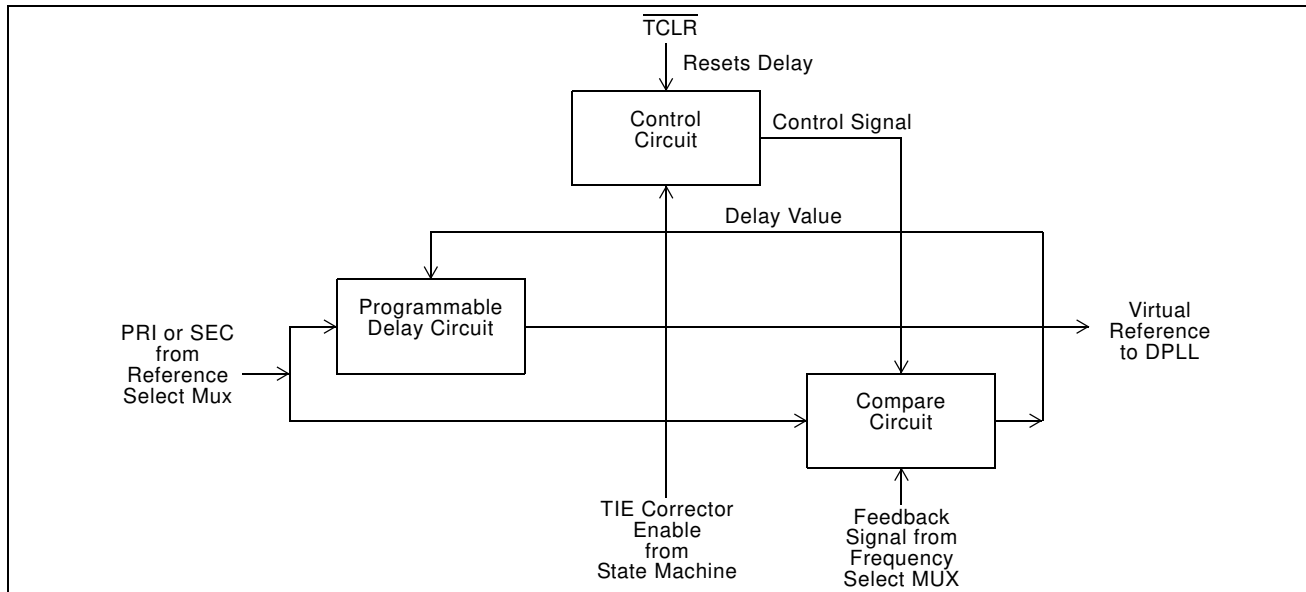 TCLR
Resets Delay
Control
Circuit
Control Signal
Delay Value
Programmable
Delay Circuit
PRI or SEC
from
Reference
Select Mux
Virtual
Reference
to DPLL
Compare
Circuit
TIE Corrector
Enable
from
State Machine
Feedback
Signal from
Frequency
Select MUX